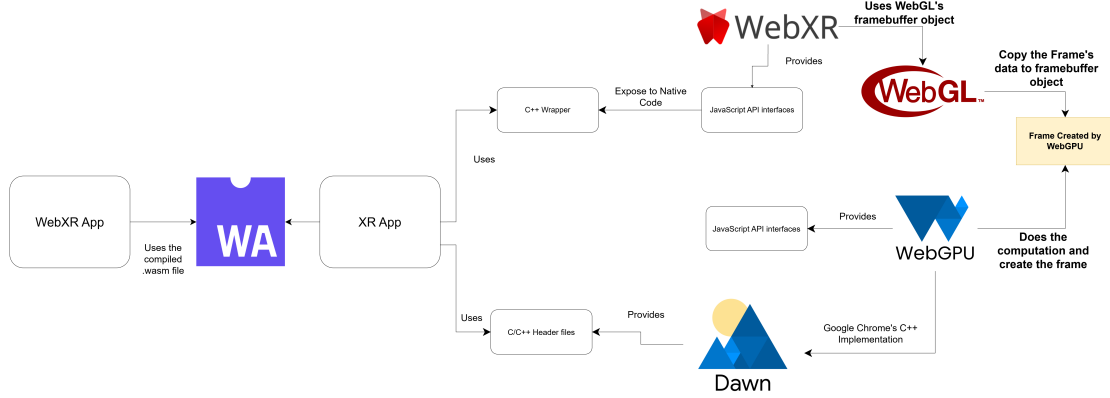 Uses WebGL's
framebuffer object
WebXR
Provides
Copy the Frame's
data to framebuffer
object
WebGL™
Expose to Native
Code
C++ Wrapper
JavaScript API interfaces
Frame Created by
WebGPU
Uses
WebXR App
WA
XR App
Uses the
compiled
.wasm file
JavaScript API interfaces
Provides
WebGPU
Does the
computation and
create the frame
Uses
C/C++ Header files
Provides
Google Chrome's C++
Implementation
Dawn